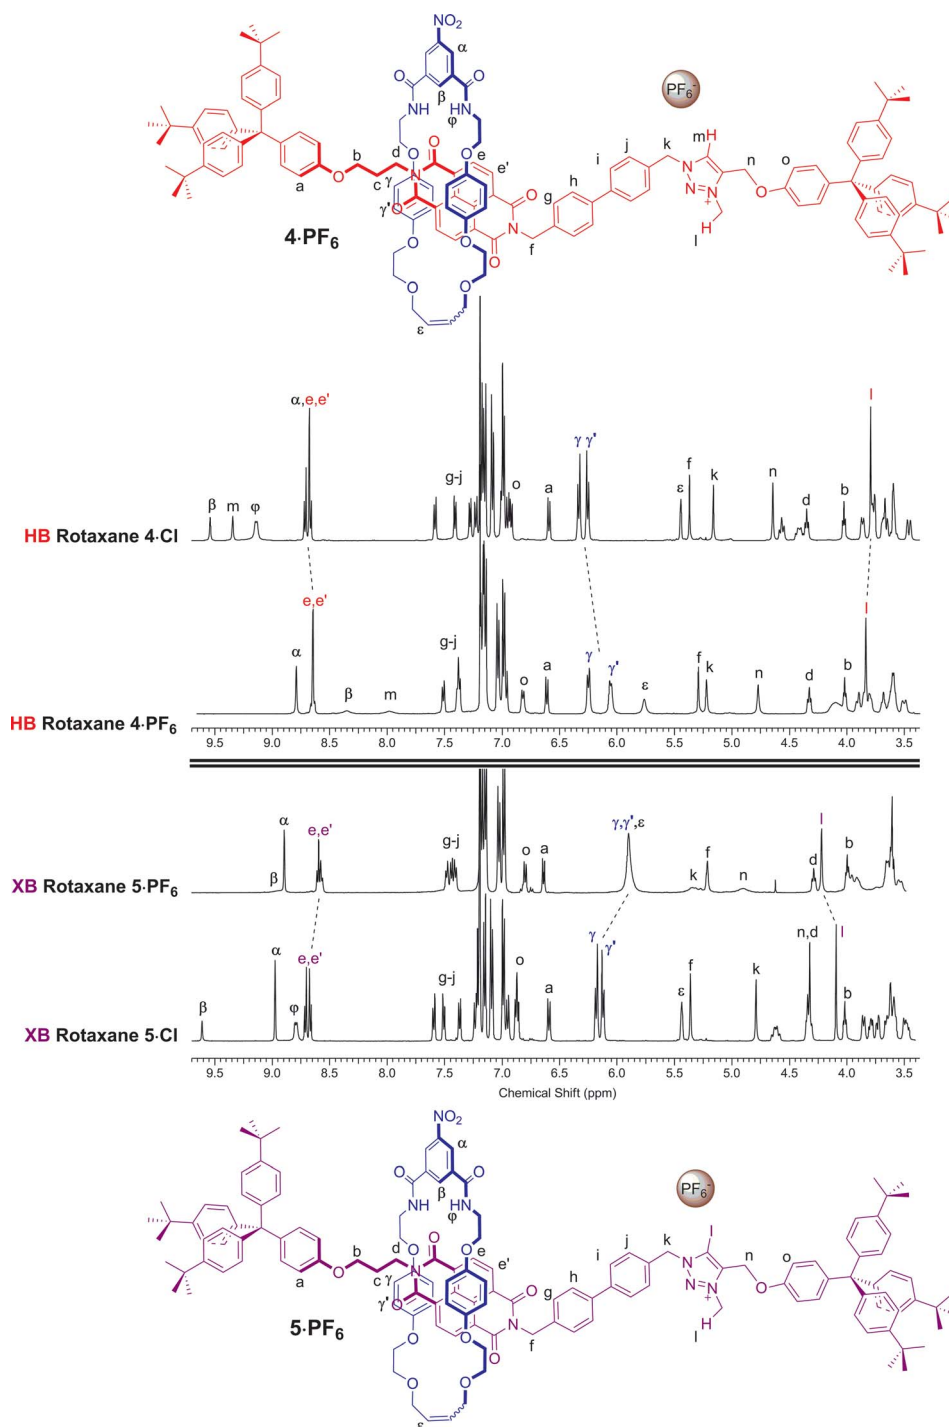 NO₂
α
O
O
β
PF₆⁻
NH
HN
φ
O
O
d
e
b
e'
m
H
k
n
o
a
O
c
γ
N
O
i
j
h
g
N
N
N⁺
O
γ'
O
O
N
f
H
l
4·PF₆
O
O
O
O
O
ε
α,e,e'
β
m
φ
g-j
o
a
γ
γ'
ε
f
k
n
d
b
l
HB Rotaxane 4·Cl
e,e'
α
β
m
g-j
o
a
γ
γ'
ε
f
k
n
d
b
l
HB Rotaxane 4·PF₆
9.5 9.0 8.5 8.0 7.5 7.0 6.5 6.0 5.5 5.0 4.5 4.0 3.5
α
β
e,e'
g-j
o
a
γ,γ',ε
k
f
n
d
l
b
XB Rotaxane 5·PF₆
β
α
φ
e,e'
g-j
o
a
γ
γ'
ε
f
k
n,d
l
b
XB Rotaxane 5·Cl
9.5 9.0 8.5 8.0 7.5 7.0 6.5 6.0 5.5 5.0 4.5 4.0 3.5
Chemical Shift (ppm)
NO₂
α
O
O
β
PF₆⁻
NH
HN
φ
O
O
d
e
b
e'
I
k
n
o
a
O
c
γ
N
O
i
j
h
g
N
N
N⁺
O
γ'
O
O
N
f
H
l
5·PF₆
O
O
O
O
O
ε